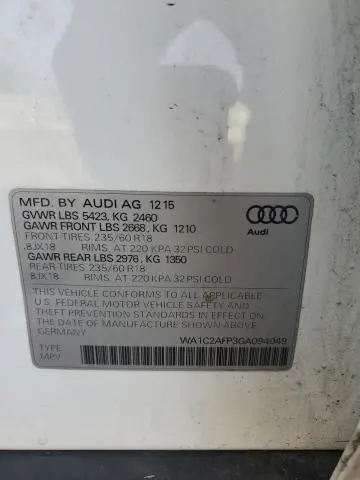 MFD. BY AUDI AG 12 15
GVWR LBS 5423, KG 2460
GAWR FRONT LBS 2668, KG 1210
FRONT-TIRES 235/60 R18
8JX18 RIMS, AT 220 KPA 32 PSI COLD
GAWR REAR LBS 2976, KG 1350
REAR-TIRES 235/60 R18
8JX18 RIMS, AT 220 KPA 32 PSI COLD
Audi
THIS VEHICLE CONFORMS TO ALL APPLICABLE
U.S. FEDERAL MOTOR VEHICLE SAFETY AND
THEFT PREVENTION STANDARDS IN EFFECT
ON THE DATE OF MANUFACTURE SHOWN ABOVE
GERMANY
WA1C2AFP3GA094049
TYPE:
MPV